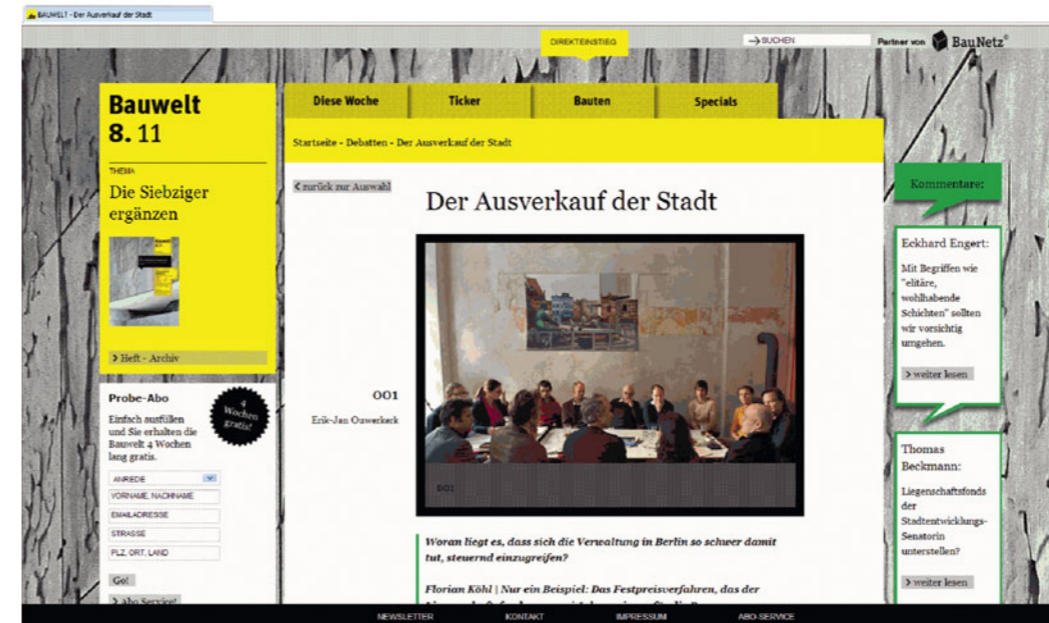 BAUWELT - Der Ausverkauf der Stadt
DIREKTEINSTIEG
SUCHEN
Partner von BauNetz®
Bauwelt
8. 11
THEMA
Die Siebziger
ergänzen
> Heft - Archiv
Probe-Abo
4
Wochen
gratis!
Einfach ausfüllen
und Sie erhalten die
Bauwelt 4 Wochen
lang gratis.
ANREDE
VORNAME, NACHNAME
EMAILADRESSE
STRASSE
PLZ, ORT, LAND
Go!
> Abo Service!
Diese Woche
Ticker
Bauten
Specials
Startseite - Debatten - Der Ausverkauf der Stadt
< zurück zur Auswahl
Der Ausverkauf der Stadt
001
Erik-Jan Ouwerkerk
001
Woran liegt es, dass sich die Verwaltung in Berlin so schwer damit
tut, steuernd einzugreifen?
Florian Köhl | Nur ein Beispiel: Das Festpreisverfahren, das der
Kommentare:
Eckhard Engert:
Mit Begriffen wie
"elitäre,
wohlhabende
Schichten" sollten
wir vorsichtig
umgehen.
> weiter lesen
Thomas
Beckmann:
Liegenschaftsfonds
der
Stadtentwicklungs-
Senatorin
unterstellen?
> weiter lesen
NEWSLETTER
KONTAKT
IMPRESSUM
ABO-SERVICE